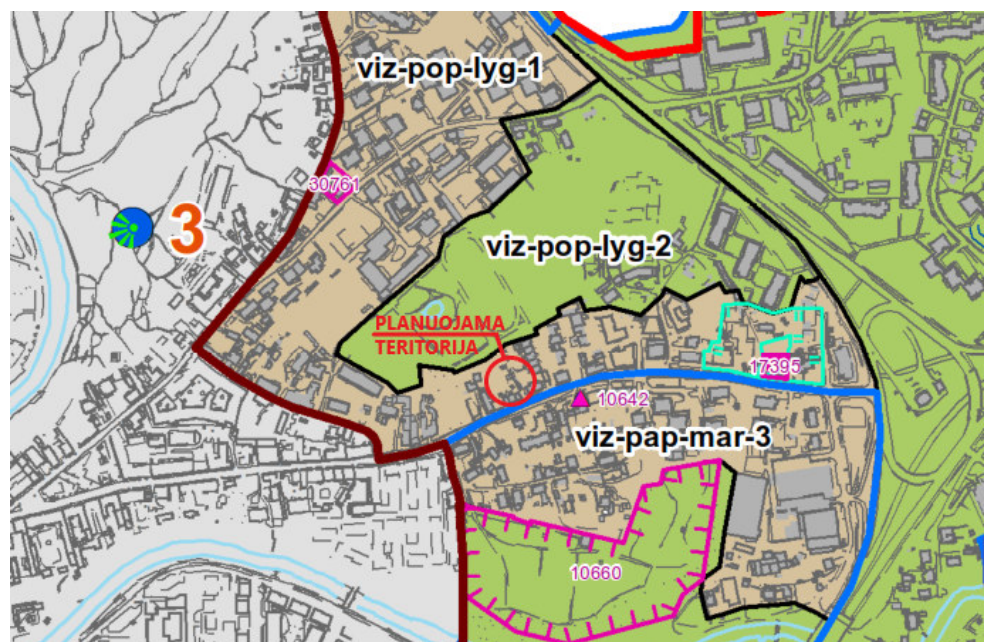 viz-pop-lyg-1
30761
3
viz-pop-lyg-2
PLANUOJAMA
TERITORIJA
17395
10642
viz-pap-mar-3
10660